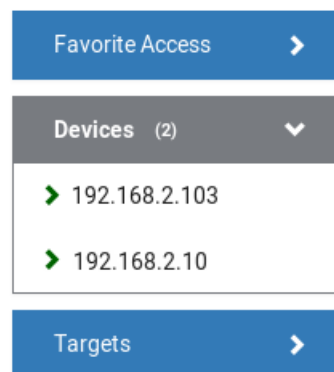 Favorite Access
Devices (2)
192.168.2.103
192.168.2.10
Targets